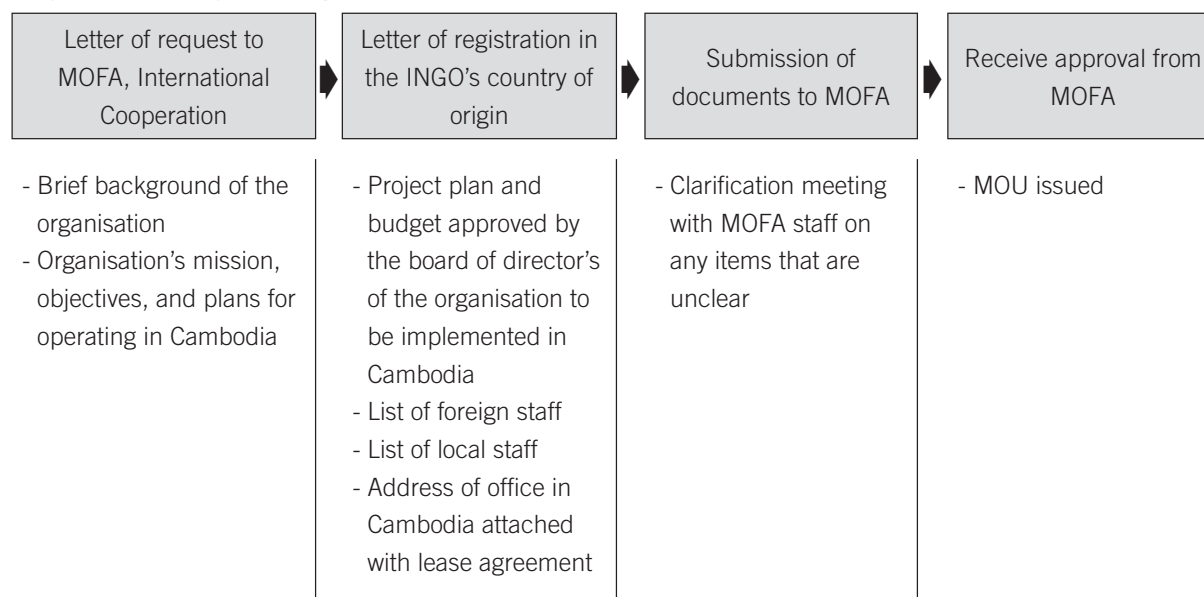 Letter of request to
MOFA, International
Cooperation
Letter of registration in
the INGO's country of
origin
Submission of
documents to MOFA
Receive approval from
MOFA
- Brief background of the
organisation
- Organisation's mission,
objectives, and plans for
operating in Cambodia
- Project plan and
budget approved by
the board of director's
of the organisation to
be implemented in
Cambodia
- List of foreign staff
- List of local staff
- Address of office in
Cambodia attached
with lease agreement
- Clarification meeting
with MOFA staff on
any items that are
unclear
- MOU issued